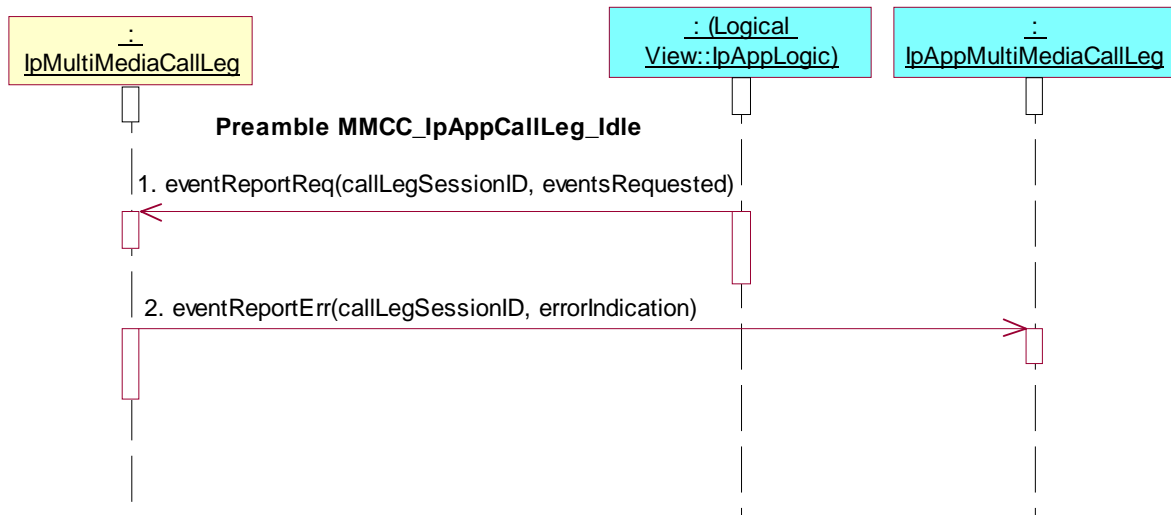 :
IpMultiMediaCallLeg
: (Logical
View::IpAppLogic)
:
IpAppMultiMediaCallLeg
Preamble MMCC_IpAppCallLeg_Idle
1. eventReportReq(callLegSessionID, eventsRequested)
2. eventReportErr(callLegSessionID, errorIndication)